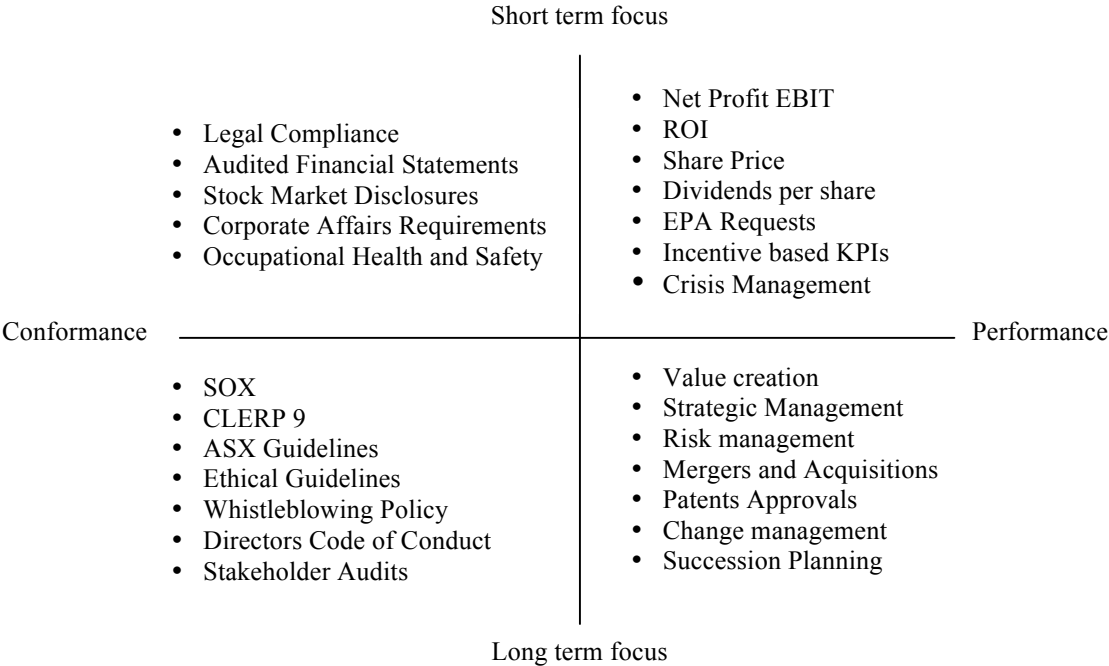 Short term focus
• Legal Compliance
• Audited Financial Statements
• Stock Market Disclosures
• Corporate Affairs Requirements
• Occupational Health and Safety
• Net Profit EBIT
• ROI
• Share Price
• Dividends per share
• EPA Requests
• Incentive based KPIs
• Crisis Management
Conformance
Performance
• SOX
• CLERP 9
• ASX Guidelines
• Ethical Guidelines
• Whistleblowing Policy
• Directors Code of Conduct
• Stakeholder Audits
• Value creation
• Strategic Management
• Risk management
• Mergers and Acquisitions
• Patents Approvals
• Change management
• Succession Planning
Long term focus